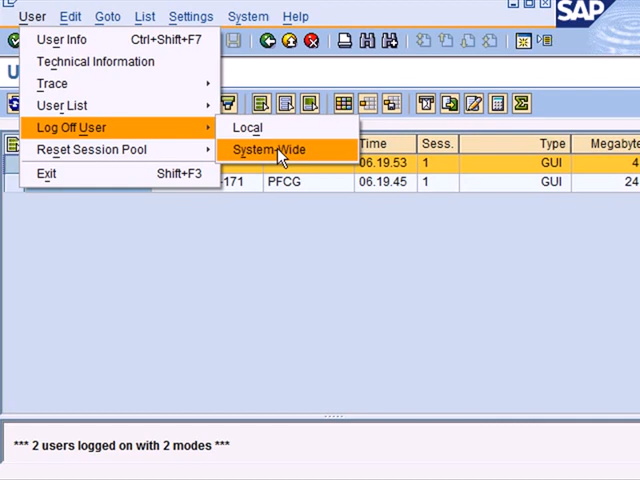 User Edit Goto List Settings System Help
SAP
User Info Ctrl+Shift+F7
Technical Information
Trace
User List
Log Off User
Local
System Wide
Reset Session Pool
Exit Shift+F3
Time Sess. Type Megabyte
06.19.53 1 GUI 4
-171 PFCG 06.19.45 1 GUI 24
*** 2 users logged on with 2 modes ***